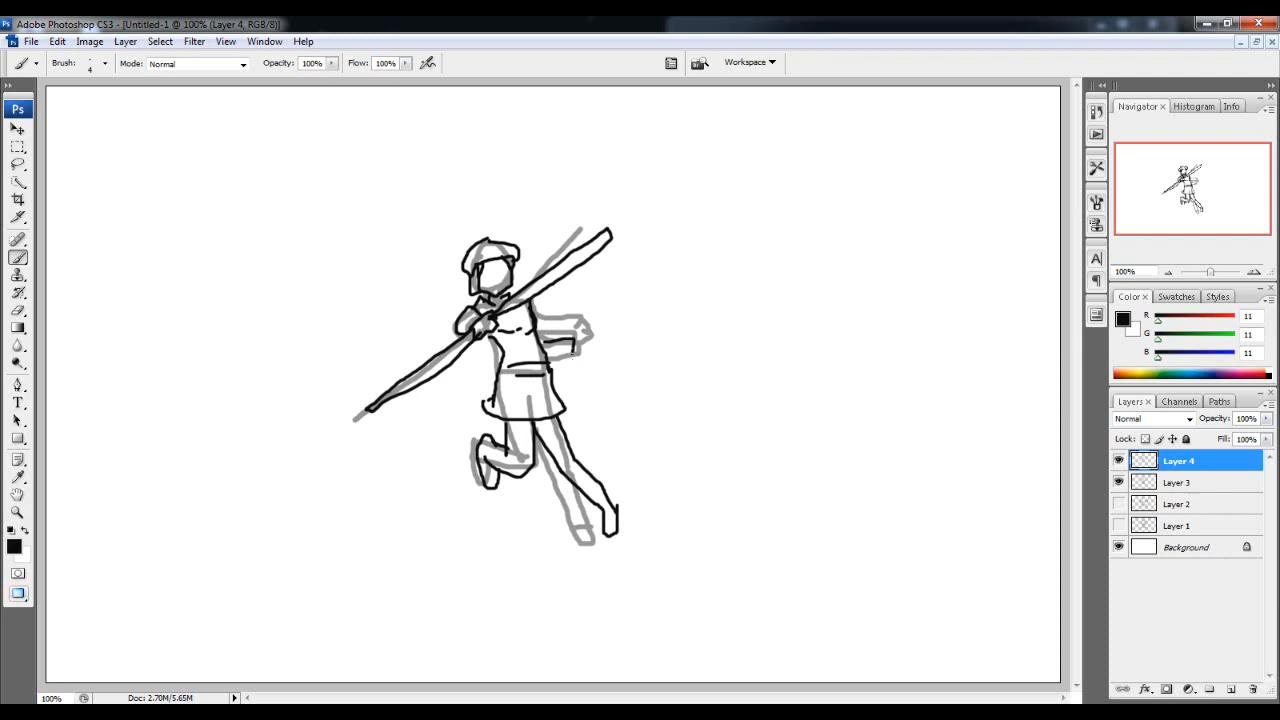 Ps Adobe Photoshop CS3 - [Untitled-1 @ 100% (Layer 4, RGB/8)]
File Edit Image Layer Select Filter View Window Help
Brush: 4 Mode: Normal Opacity: 100% Flow: 100% Workspace
Ps
Navigator Histogram Info
100%
Color Swatches Styles
R 11
G 11
B 11
Layers Channels Paths
Normal Opacity: 100%
Lock: Fill: 100%
Layer 4
Layer 3
Layer 2
Layer 1
Background
100% Doc: 2.70M/5.65M